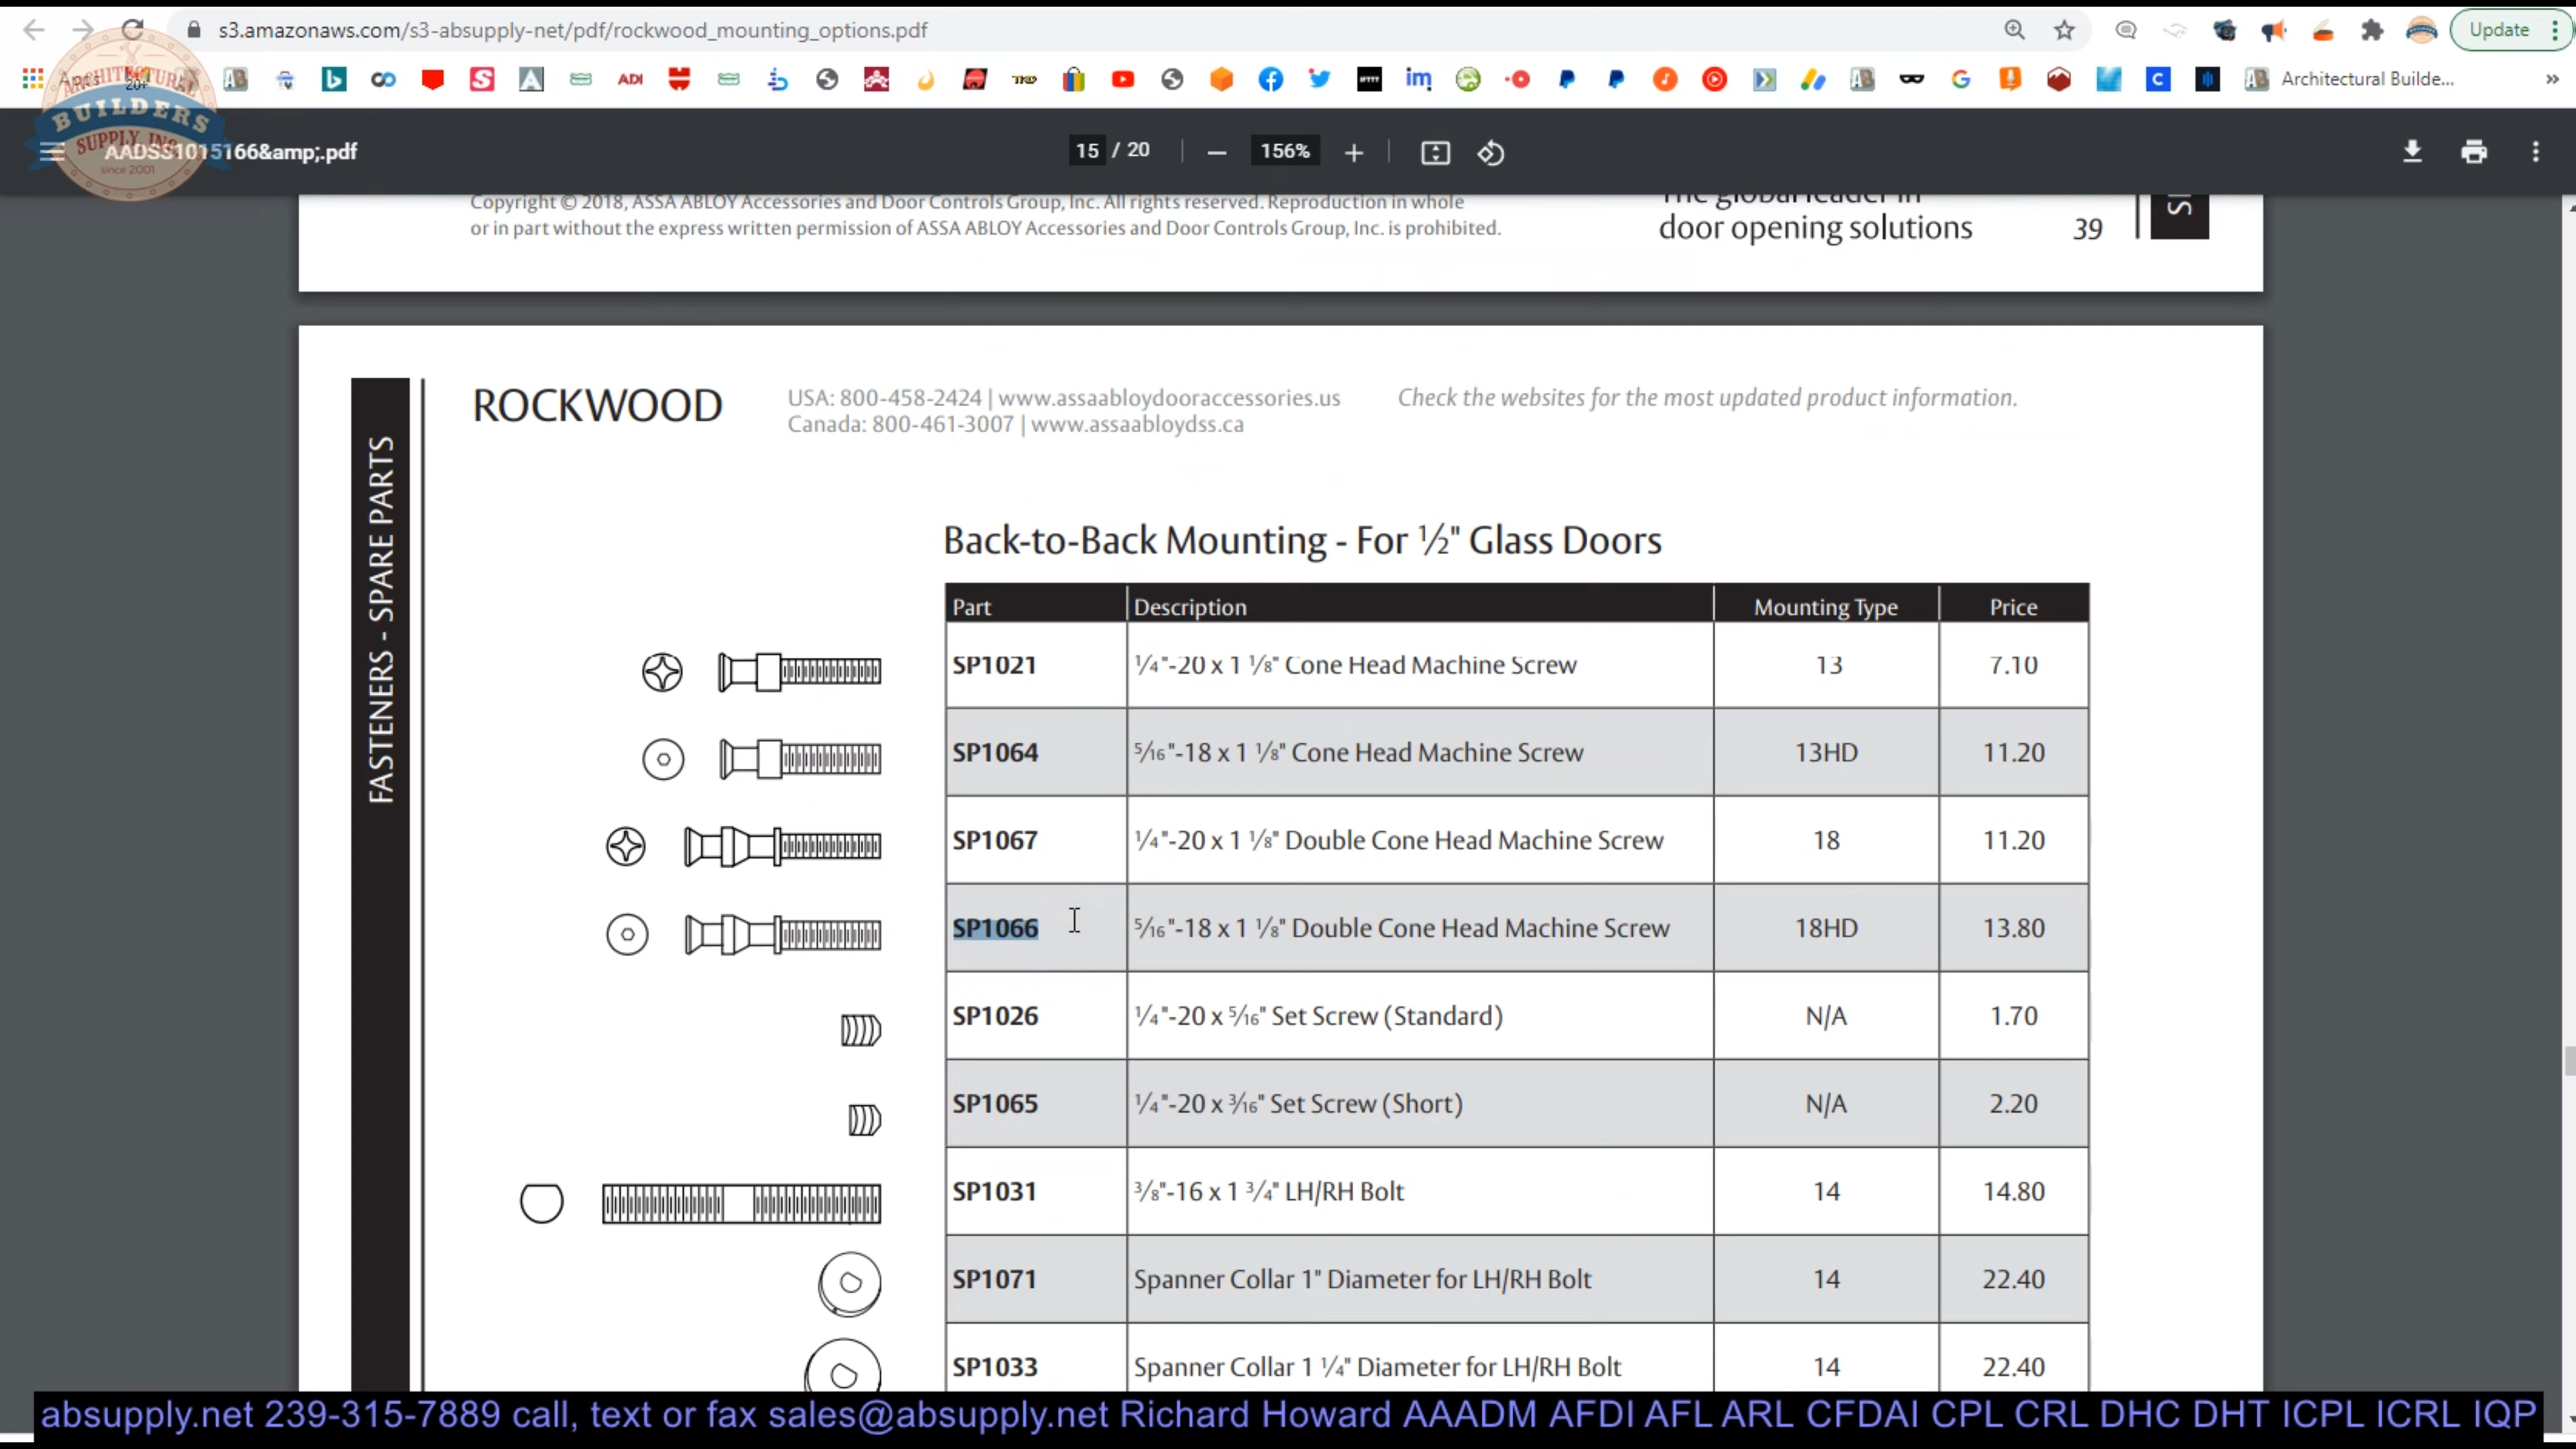 s3.amazonaws.com/s3-absupply-net/pdf/rockwood_mounting_options.pdf
Update
ADI
Architectural Builde...
»
ARCHITECTURAL
BUILDERS
SUPPLY, INC.
since 2001
AADSS1015166&amp;.pdf
15 / 20
156%
Copyright © 2018, ASSA ABLOY Accessories and Door Controls Group, Inc. All rights reserved. Reproduction in whole
or in part without the express written permission of ASSA ABLOY Accessories and Door Controls Group, Inc. is prohibited.
The global leader in
door opening solutions
39
FASTENERS - SPARE PARTS
ROCKWOOD
USA: 800-458-2424 | www.assaabloydooraccessories.us
Canada: 800-461-3007 | www.assaabloydss.ca
Check the websites for the most updated product information.
Back-to-Back Mounting - For ½" Glass Doors
Part Description Mounting Type Price
SP1021 ¼"-20 x 1 ⅛" Cone Head Machine Screw 13 7.10
SP1064 5/16"-18 x 1 ⅛" Cone Head Machine Screw 13HD 11.20
SP1067 ¼"-20 x 1 ⅛" Double Cone Head Machine Screw 18 11.20
SP1066 5/16"-18 x 1 ⅛" Double Cone Head Machine Screw 18HD 13.80
SP1026 ¼"-20 x 5/16" Set Screw (Standard) N/A 1.70
SP1065 ¼"-20 x 3/16" Set Screw (Short) N/A 2.20
SP1031 ⅜"-16 x 1 ¾" LH/RH Bolt 14 14.80
SP1071 Spanner Collar 1" Diameter for LH/RH Bolt 14 22.40
SP1033 Spanner Collar 1 ¼" Diameter for LH/RH Bolt 14 22.40
absupply.net 239-315-7889 call, text or fax sales@absupply.net Richard Howard AAADM AFDI AFL ARL CFDAI CPL CRL DHC DHT ICPL ICRL IQP